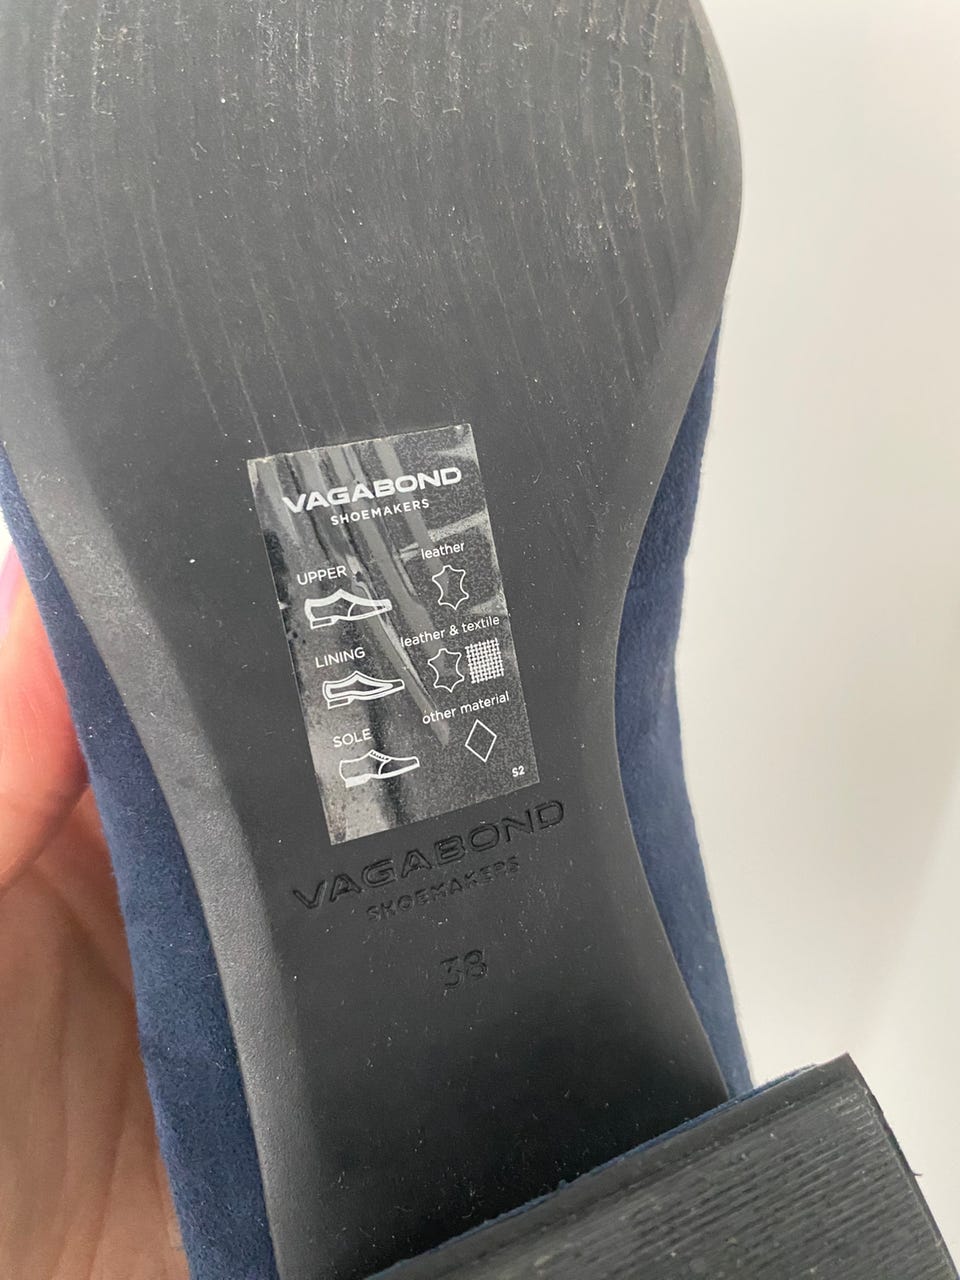 VAGABOND
SHOEMAKERS
UPPER leather
LINING leather & textile
SOLE other material
S2
VAGABOND
SHOEMAKERS
38